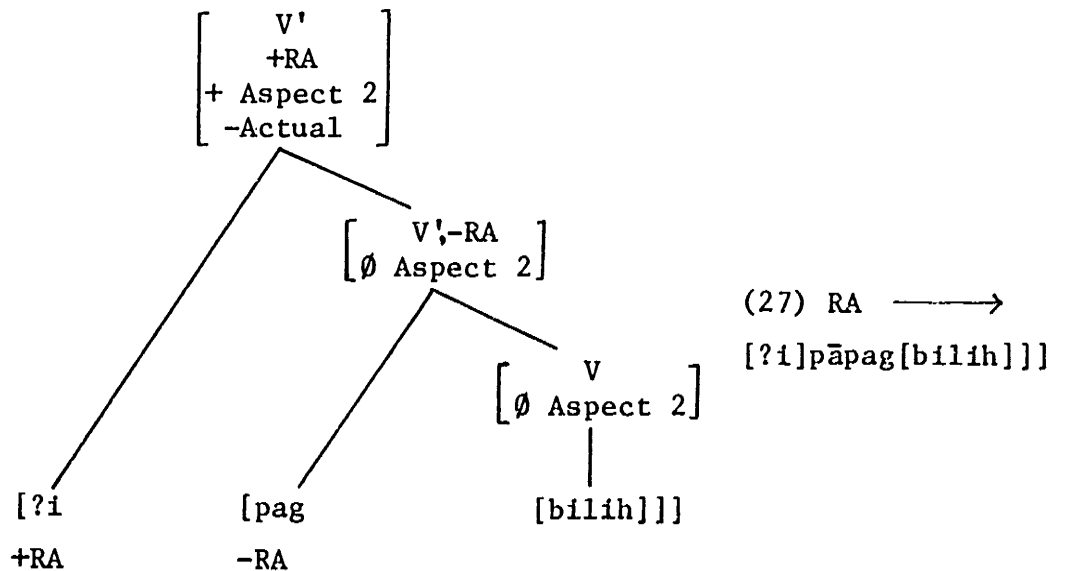 V'
+RA
+ Aspect 2
-Actual
V',-RA
Ø Aspect 2
(27) RA ⟶
[?i]pāpag[bilih]]]
V
Ø Aspect 2
[?i [pag [bilih]]]
+RA -RA